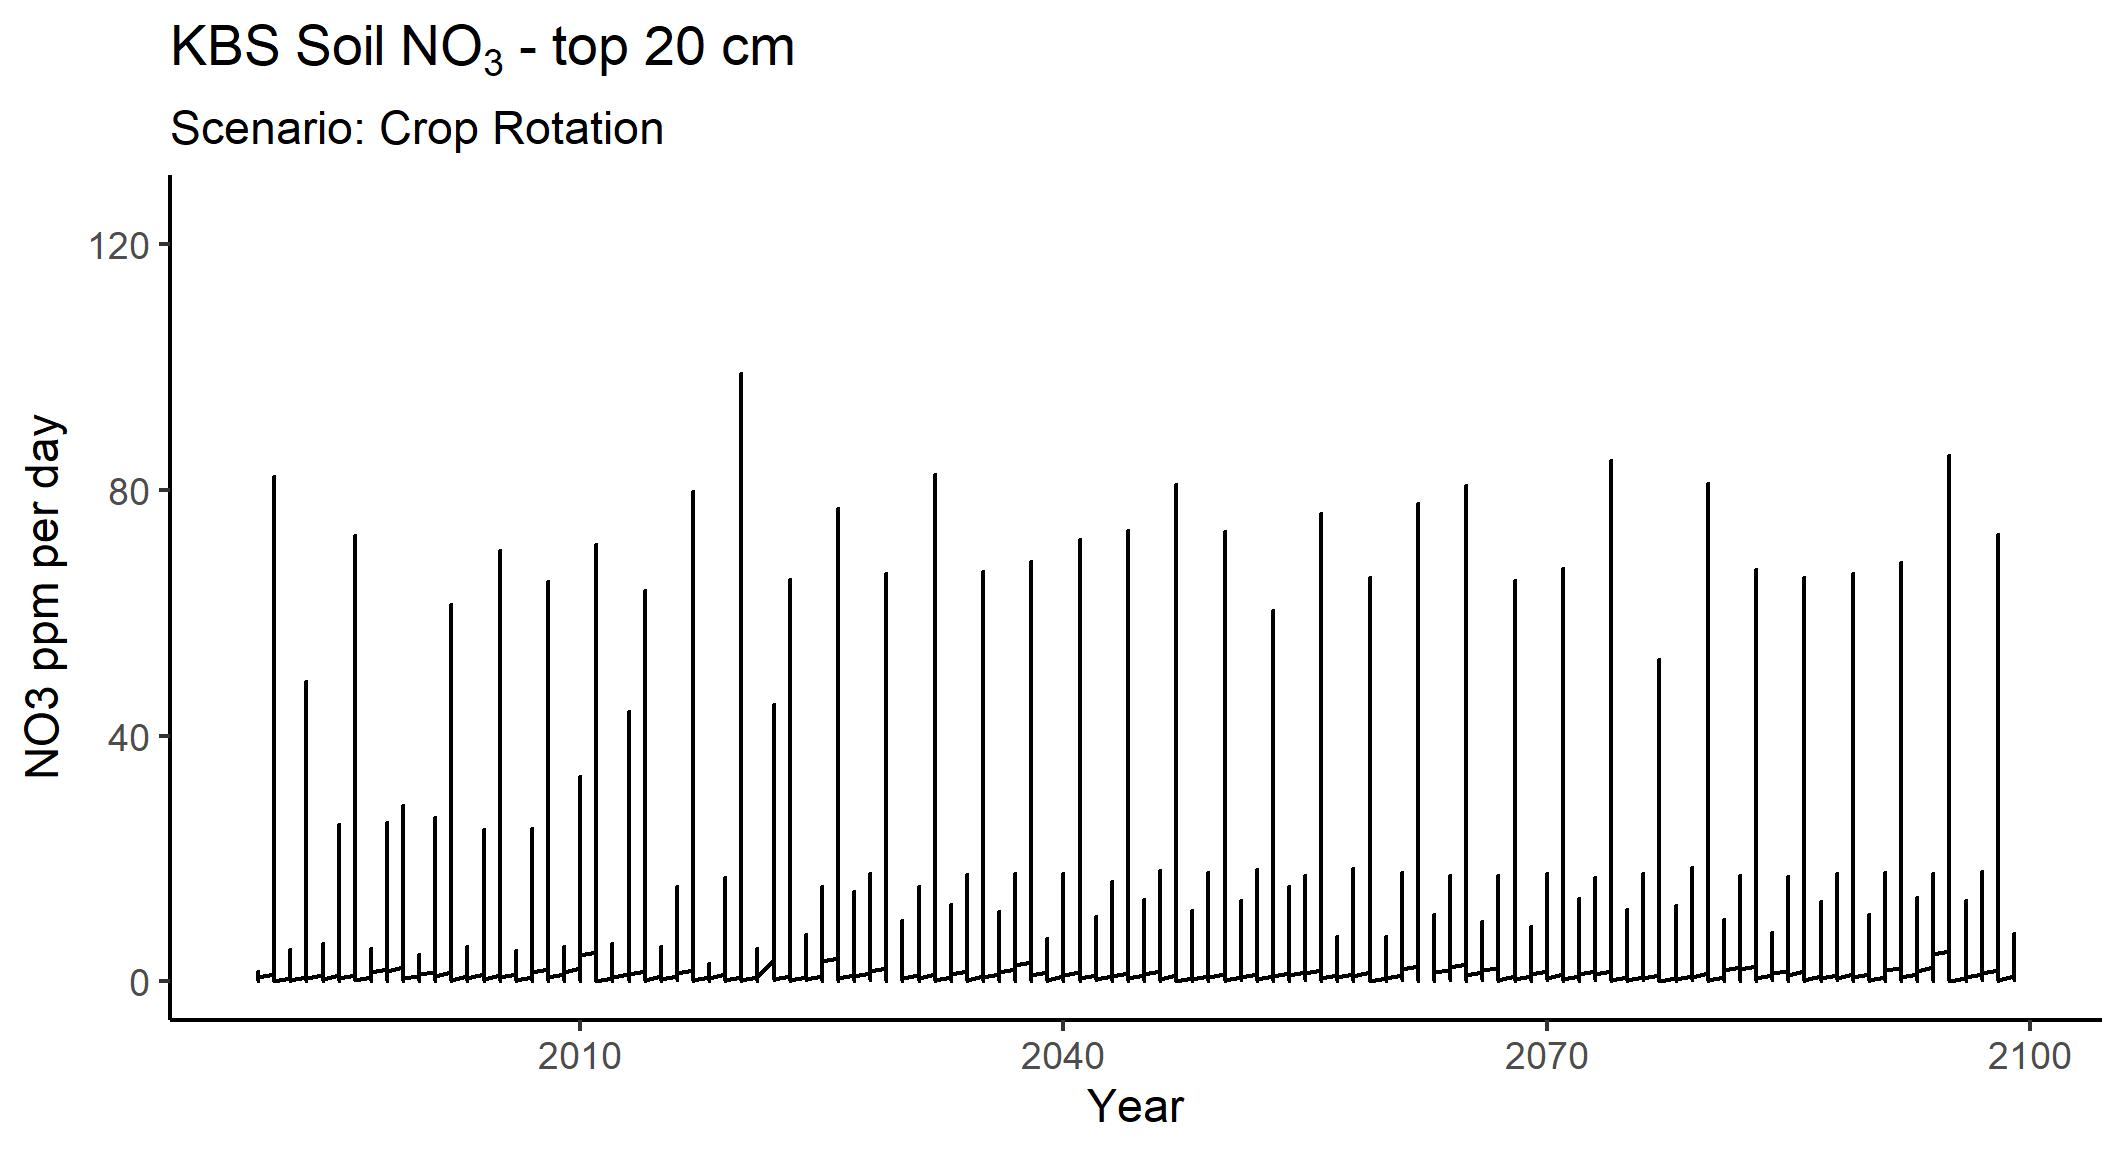 KBS Soil NO₃ - top 20 cm
Scenario: Crop Rotation
NO3 ppm per day
120
80
40
0
2010
2040
2070
2100
Year